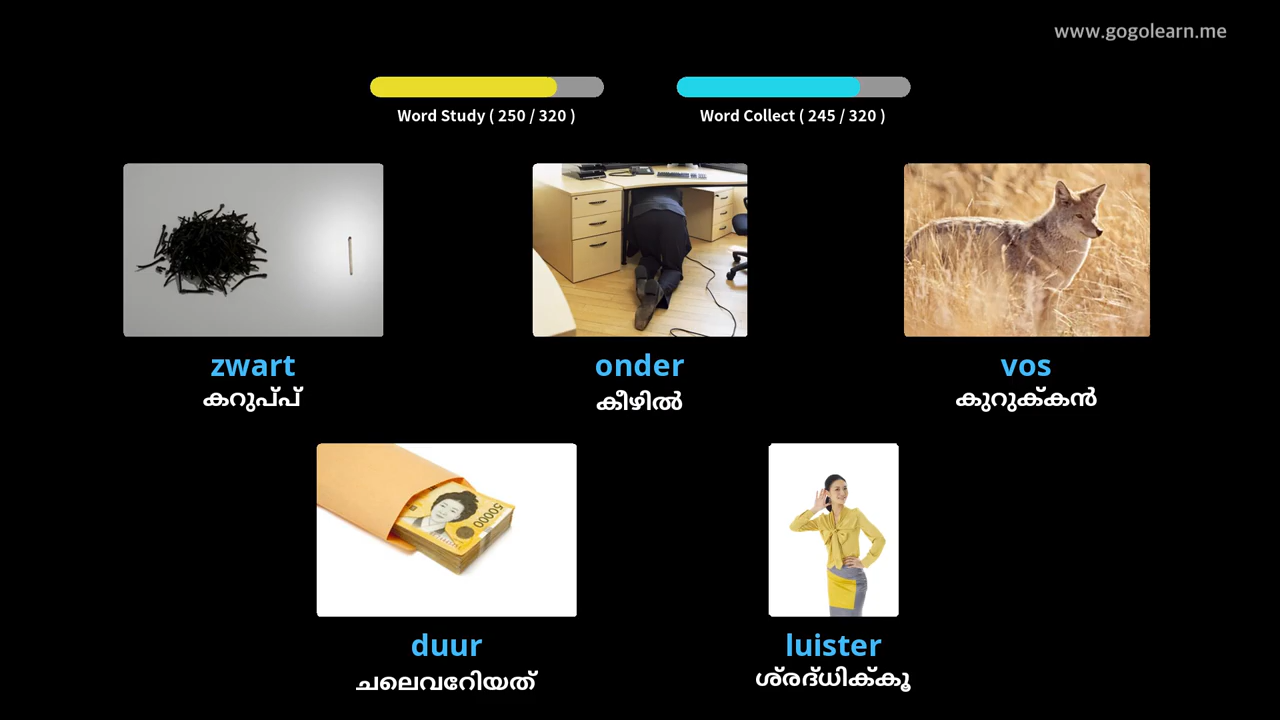 www.gogolearn.me
Word Study ( 250 / 320 )
Word Collect ( 245 / 320 )
zwart
കറുപ്പ്
onder
കീഴിൽ
vos
കുറുക്കൻ
50000
duur
ചലെവറേിയത്
luister
ശ്രദ്ധിക്കൂ